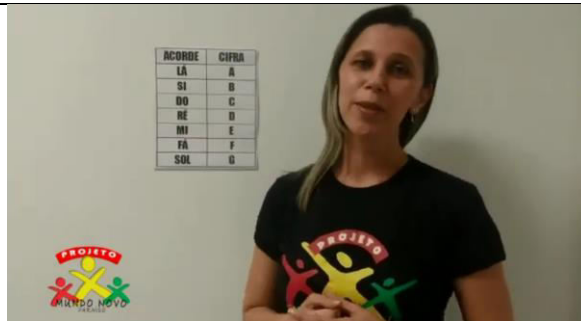 ACORDE CIFRA
LÁ A
SI B
DO C
RÉ D
MI E
FÁ F
SOL G
PROJETO
PROJETO
MUNDO NOVO